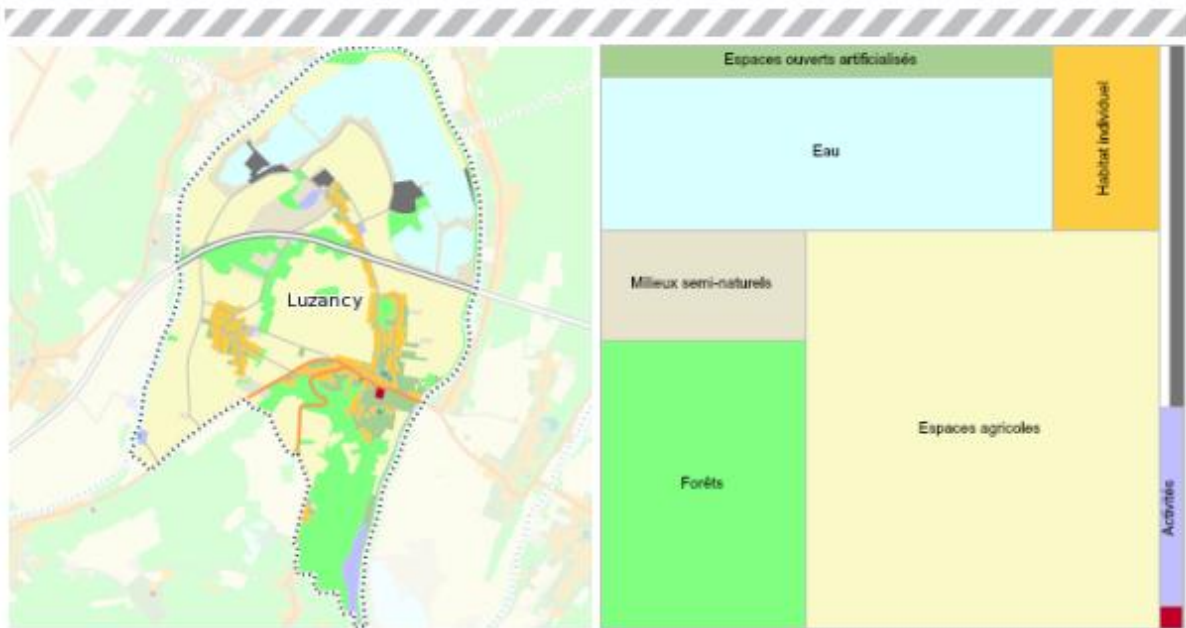 Luzancy
Espaces ouverts artificialisés
Eau
Habitat individuel
Milieux semi-naturels
Espaces agricoles
Forêts
Activités